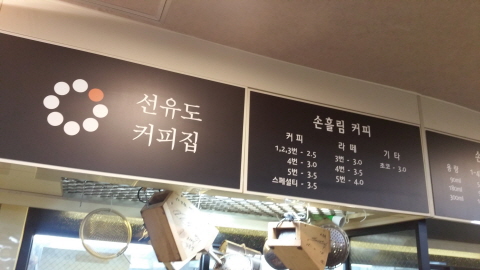 선유도
커피집
손흘림 커피
커피
1,2,3번 - 2.5
4번 - 3.0
5번 - 3.5
스페셜티 - 3.5
라떼
3번 - 3.0
4번 - 3.5
5번 - 4.0
기타
초코 - 3.0